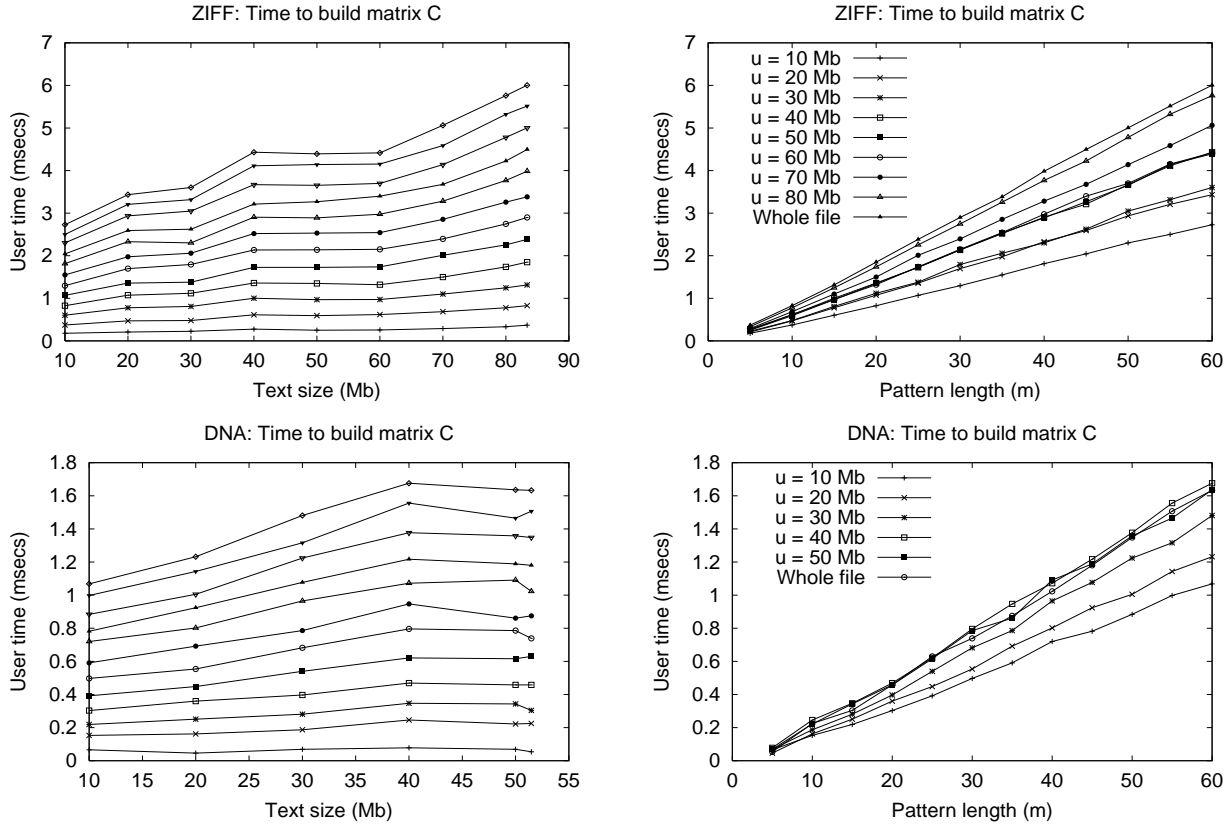 ZIFF: Time to build matrix C
7
6
5
4
3
2
1
0
User time (msecs)
10 20 30 40 50 60 70 80 90
Text size (Mb)
ZIFF: Time to build matrix C
7
6
5
4
3
2
1
0
User time (msecs)
u = 10 Mb
u = 20 Mb
u = 30 Mb
u = 40 Mb
u = 50 Mb
u = 60 Mb
u = 70 Mb
u = 80 Mb
Whole file
0 10 20 30 40 50 60
Pattern length (m)
DNA: Time to build matrix C
1.8
1.6
1.4
1.2
1
0.8
0.6
0.4
0.2
0
User time (msecs)
10 15 20 25 30 35 40 45 50 55
Text size (Mb)
DNA: Time to build matrix C
1.8
1.6
1.4
1.2
1
0.8
0.6
0.4
0.2
0
User time (msecs)
u = 10 Mb
u = 20 Mb
u = 30 Mb
u = 40 Mb
u = 50 Mb
Whole file
0 10 20 30 40 50 60
Pattern length (m)